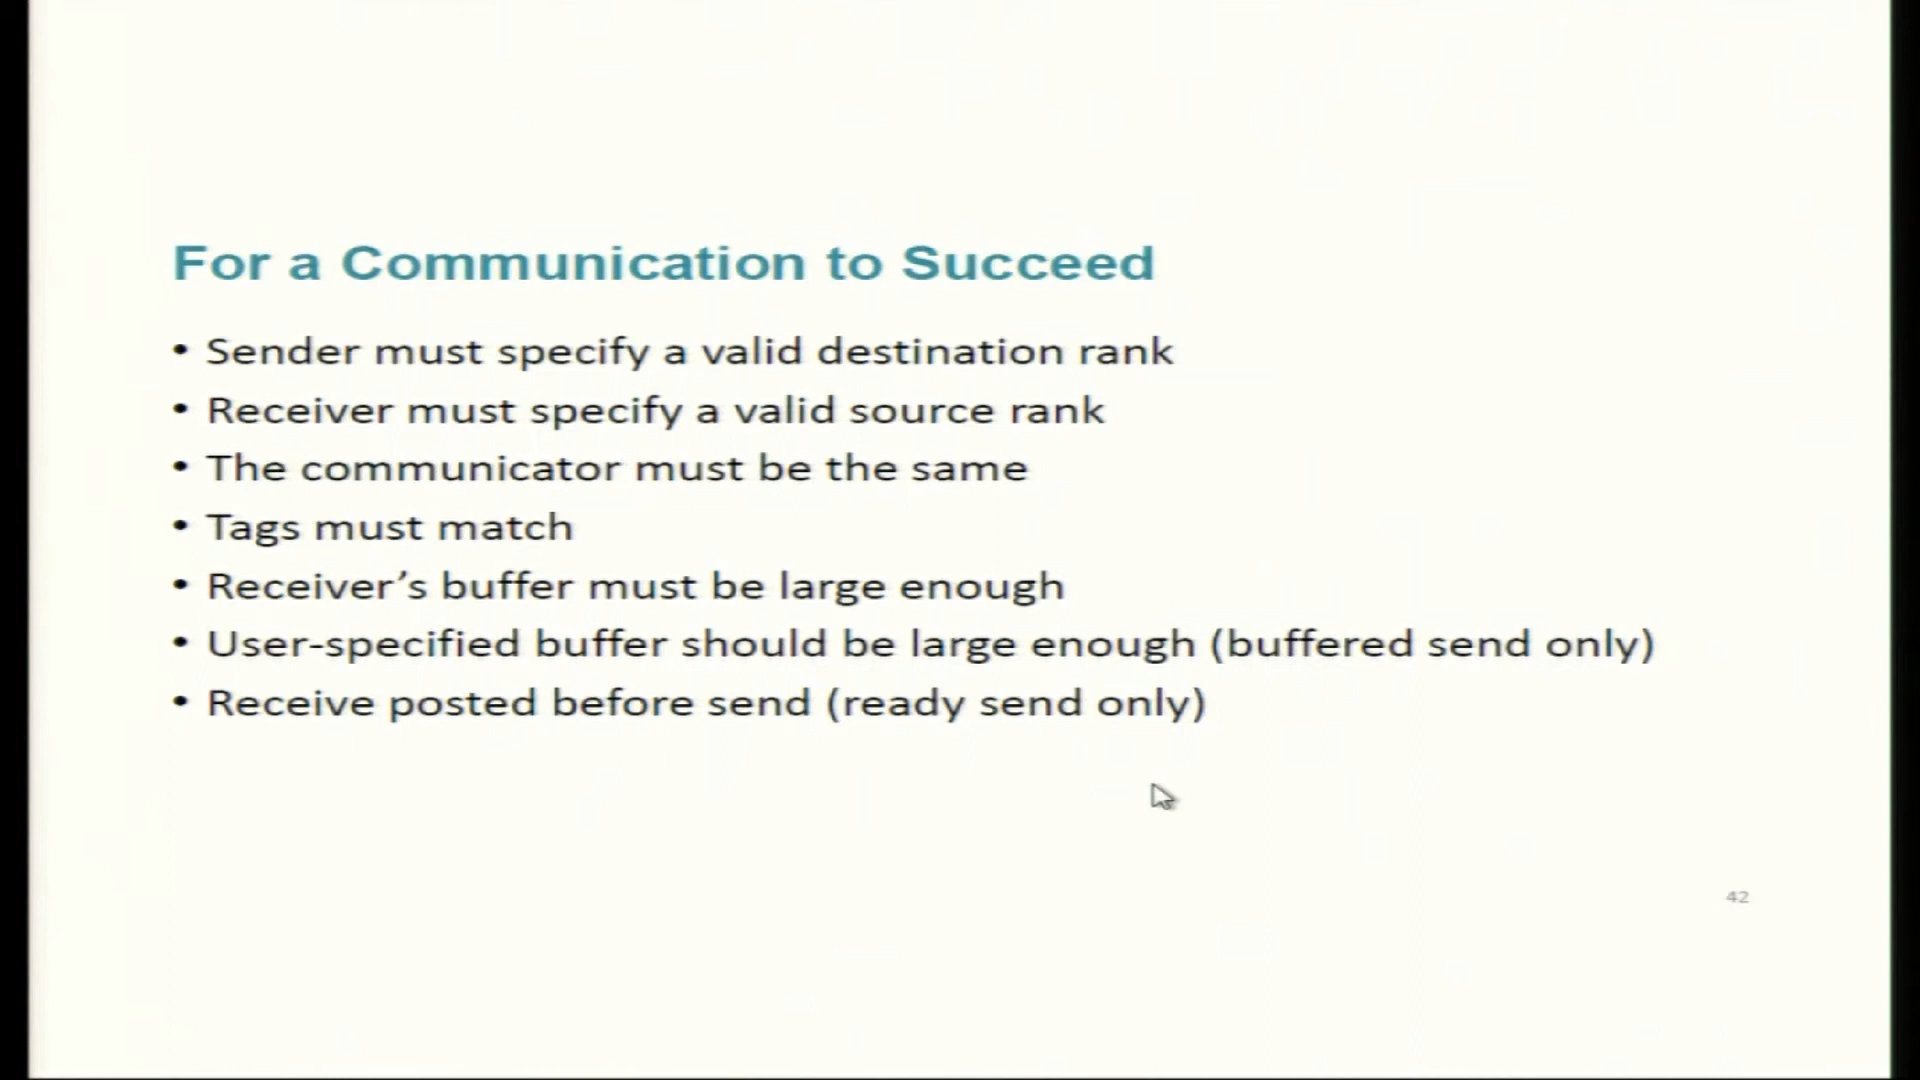 For a Communication to Succeed
• Sender must specify a valid destination rank
• Receiver must specify a valid source rank
• The communicator must be the same
• Tags must match
• Receiver’s buffer must be large enough
• User-specified buffer should be large enough (buffered send only)
• Receive posted before send (ready send only)
42